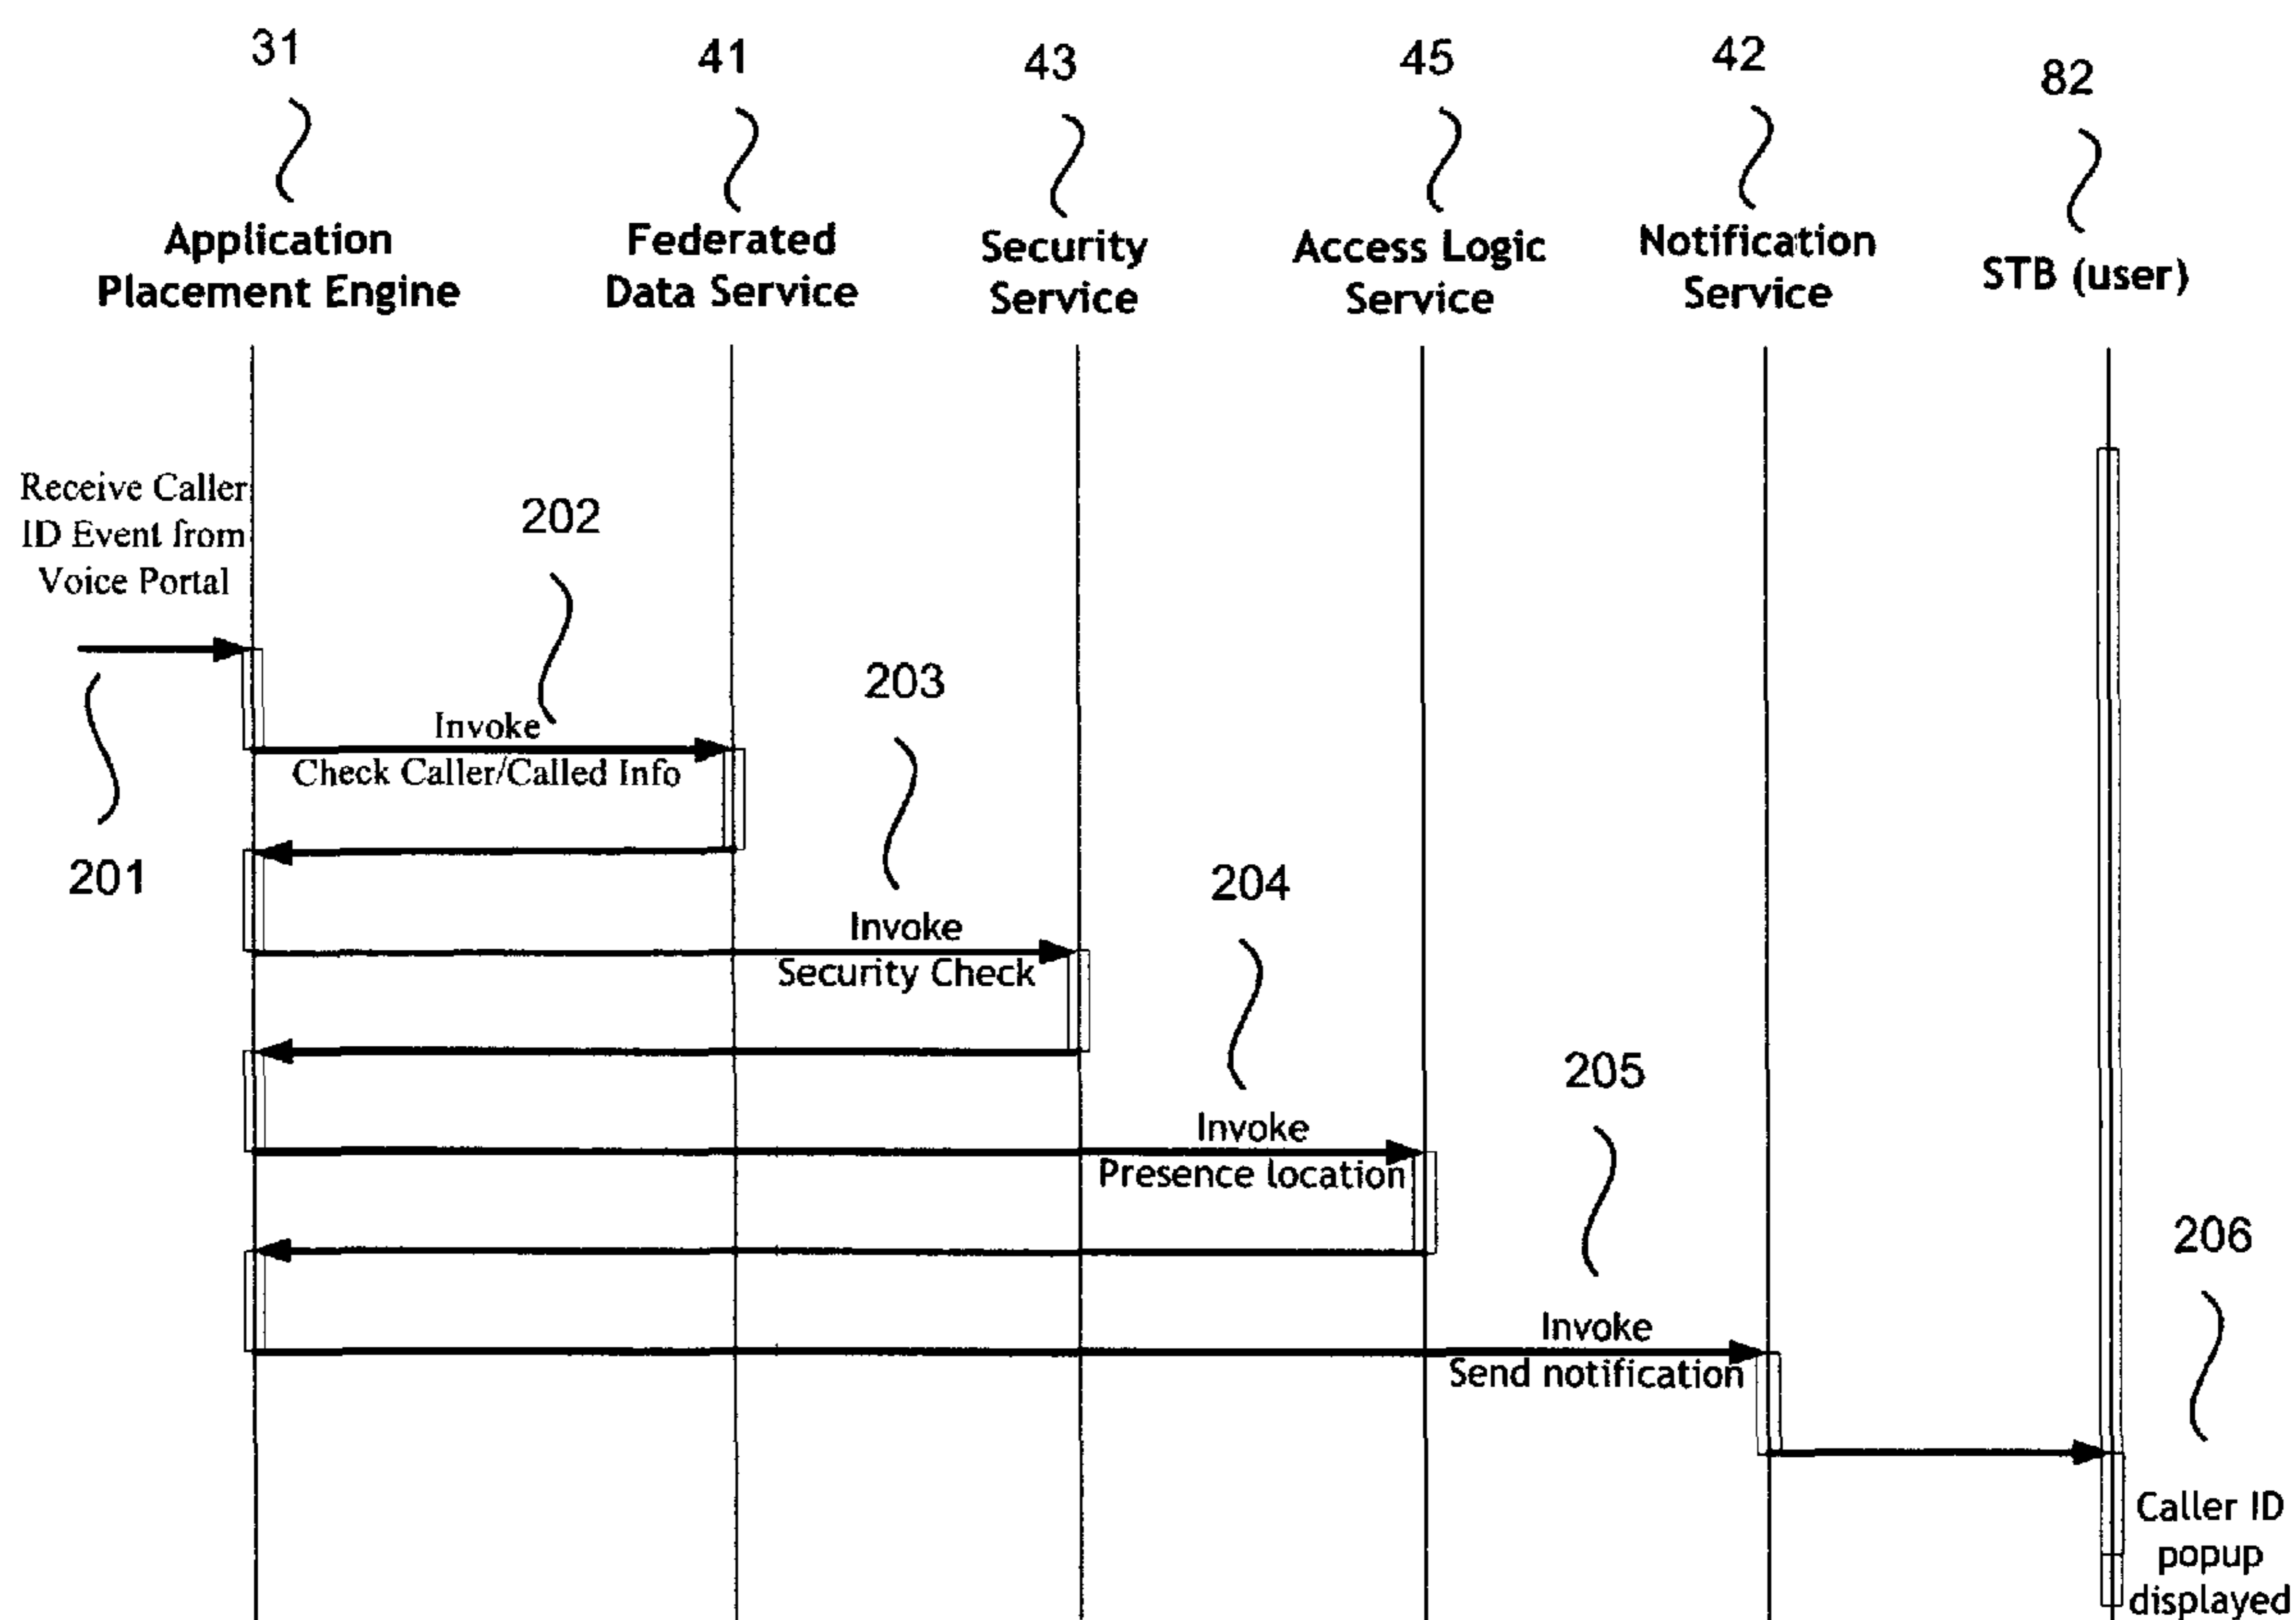 31
41
43
45
42
82
Application
Placement Engine
Federated
Data Service
Security
Service
Access Logic
Service
Notification
Service
STB (user)
Receive Caller
ID Event from
Voice Portal
201
202
Invoke
Check Caller/Called Info
203
Invoke
Security Check
204
Invoke
Presence location
205
Invoke
Send notification
206
Caller ID
popup
displayed